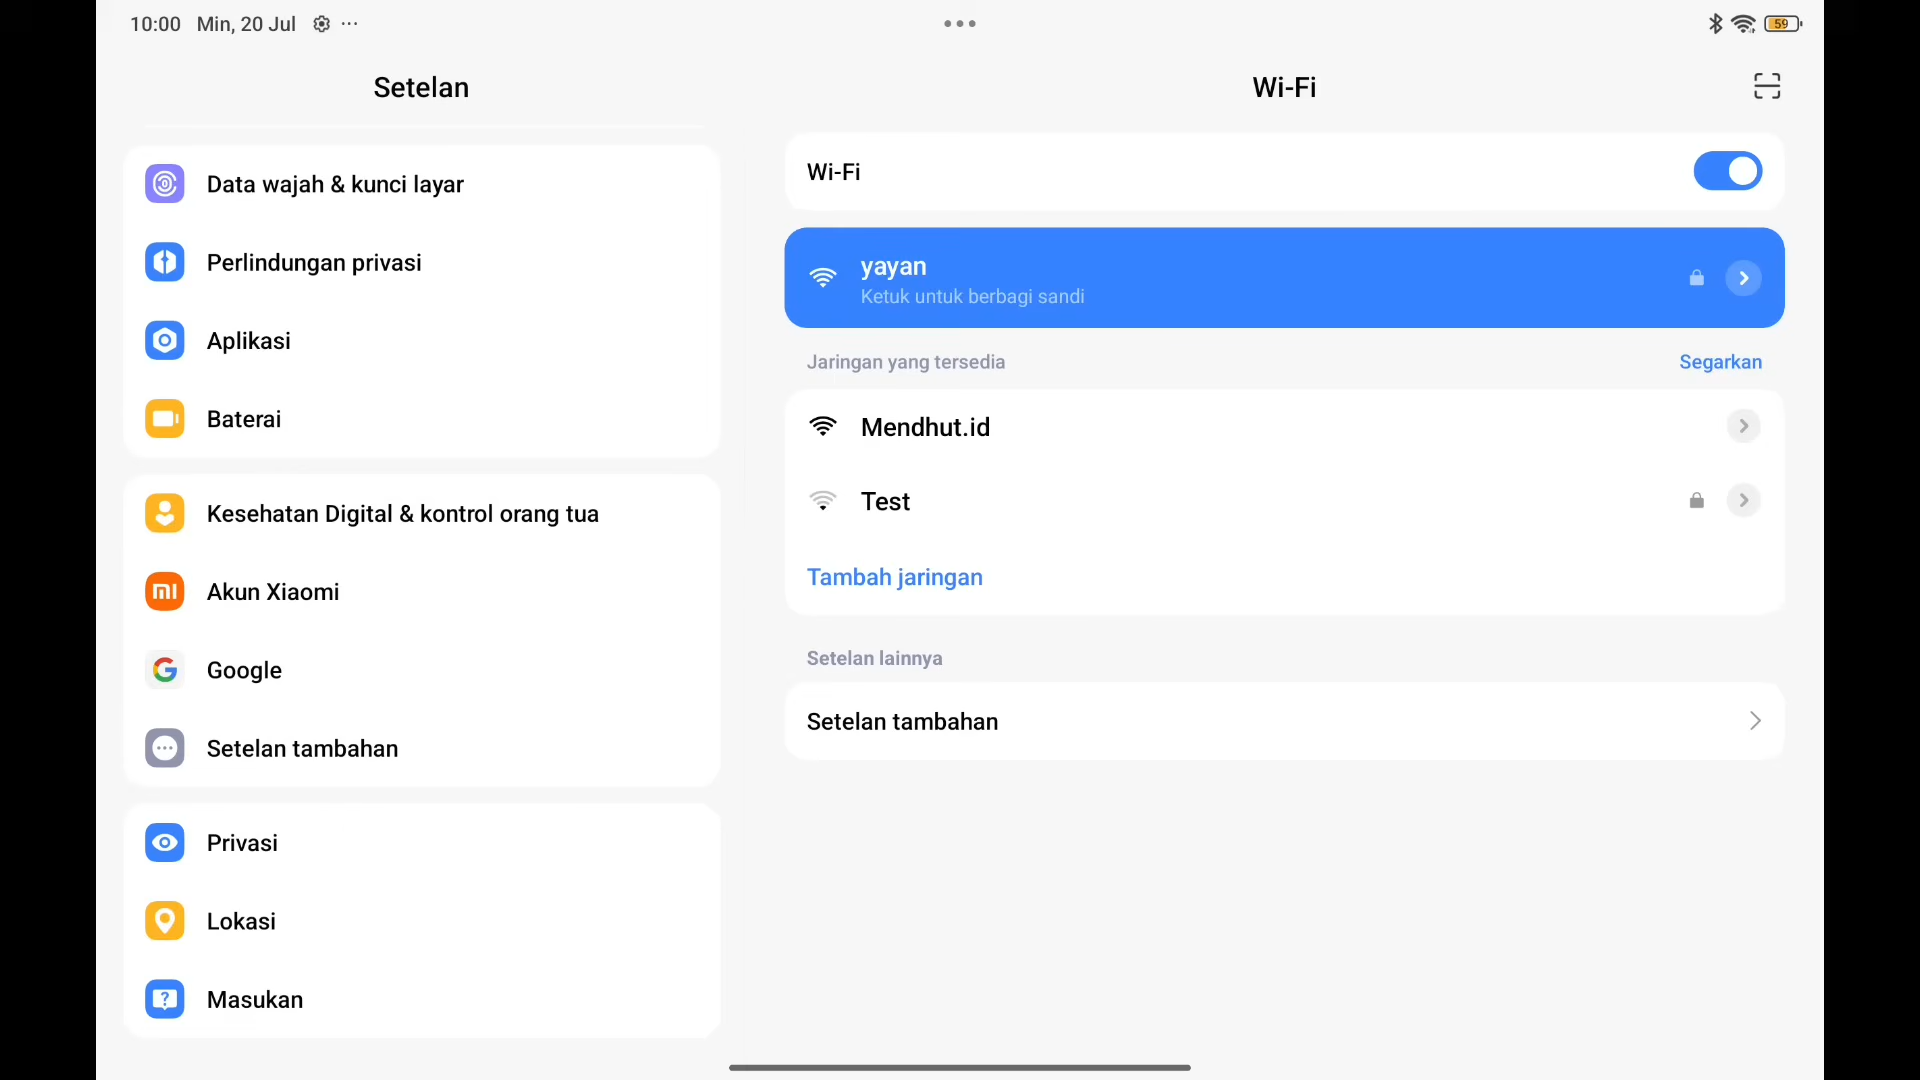 10:00 Min, 20 Jul
59
Setelan
Data wajah & kunci layar
Perlindungan privasi
Aplikasi
Baterai
Kesehatan Digital & kontrol orang tua
Akun Xiaomi
Google
Setelan tambahan
Privasi
Lokasi
Masukan
Wi-Fi
Wi-Fi
yayan
Ketuk untuk berbagi sandi
Jaringan yang tersedia
Segarkan
Mendhut.id
Test
Tambah jaringan
Setelan lainnya
Setelan tambahan